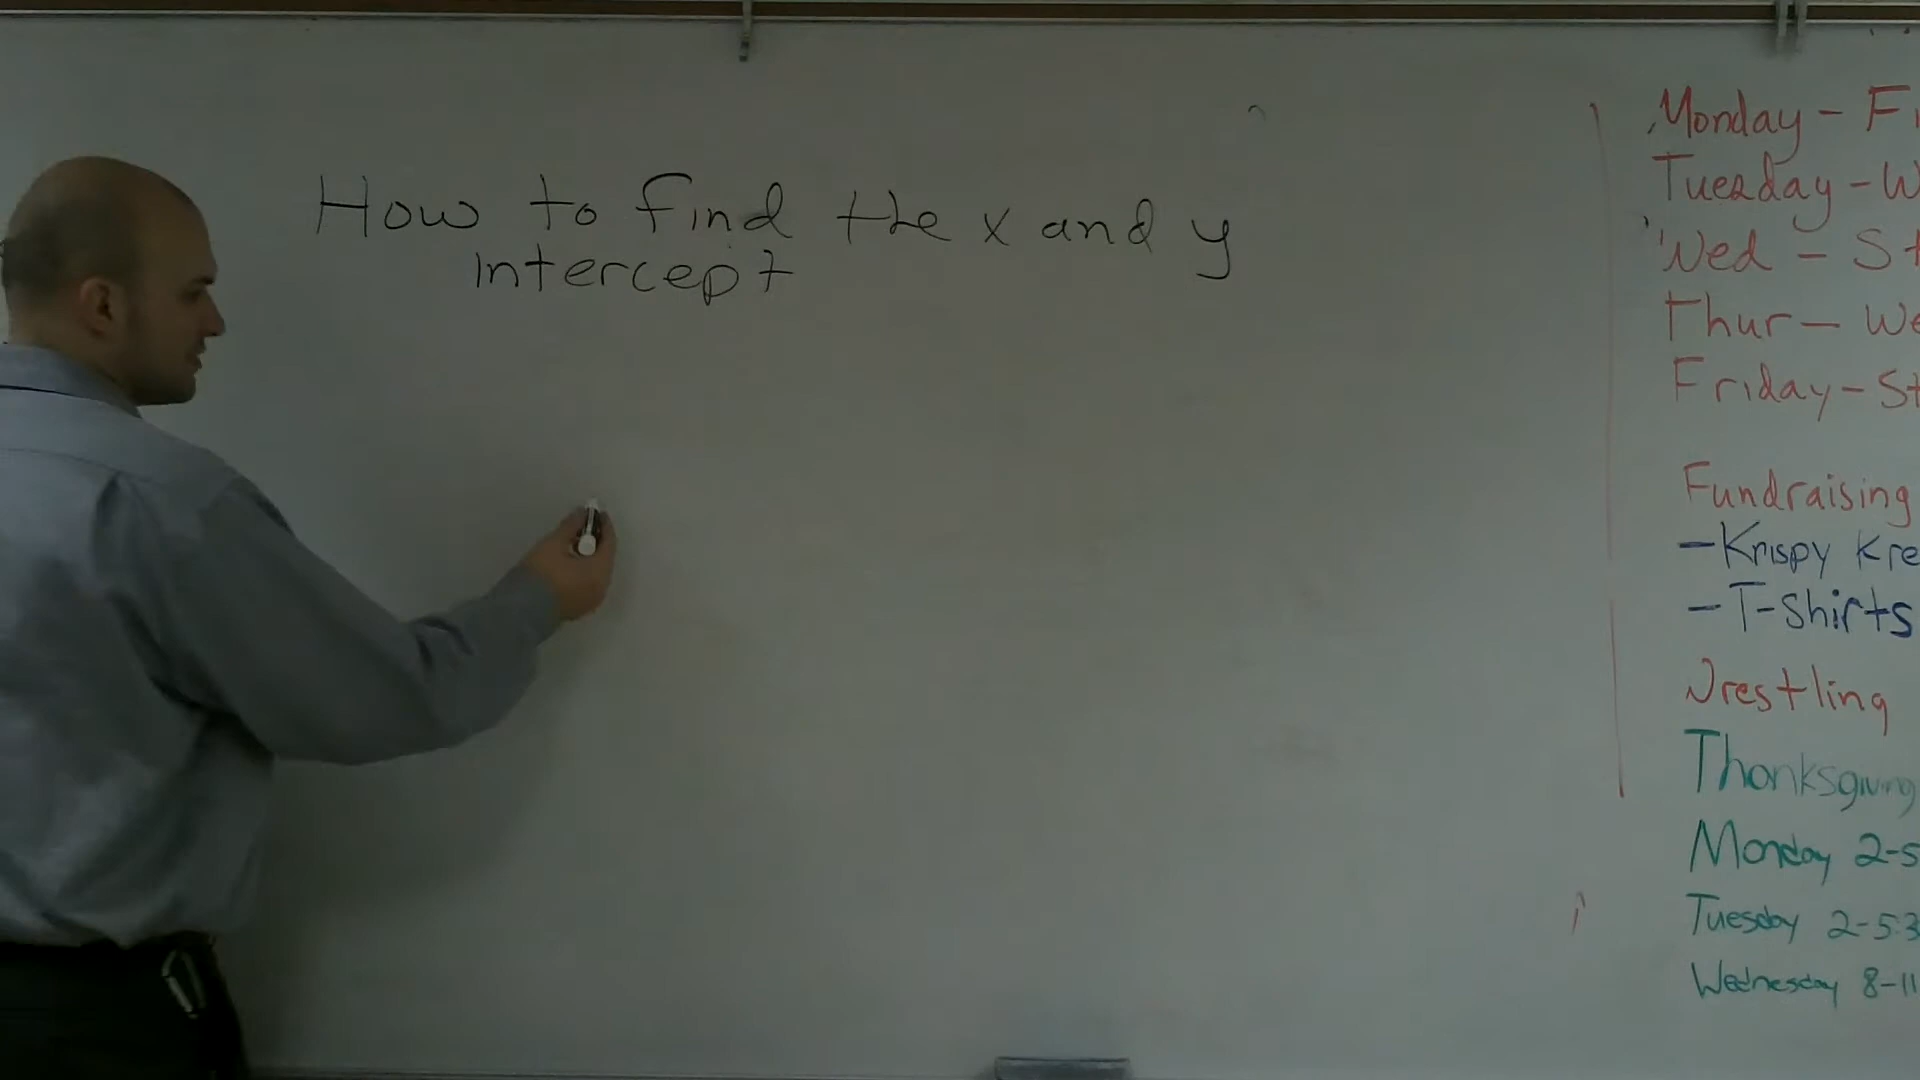 How to find the x and y
intercept
Monday - Fi
Tuesday - W
Wed - St
Thur - We
Friday - St
Fundraising
- Krispy Kre
- T-Shirts
Wrestling
Thanksgiving
Monday 2-5
Tuesday 2-5:3
Wednesday 8-11